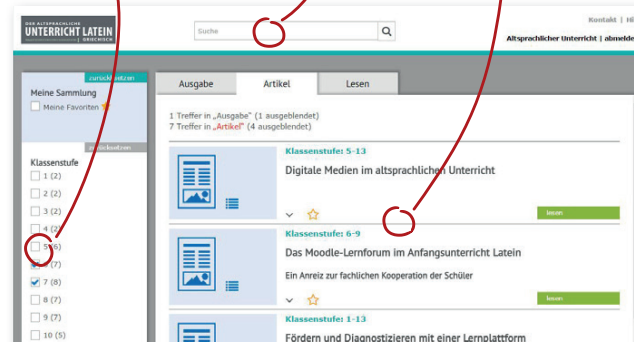 DER ALTSPRACHLICHE
UNTERRICHT LATEIN
GRIECHISCH
Suche
Kontakt | Hi
Altsprachlicher Unterricht | abmelde
zurücksetzen
Meine Sammlung
Meine Favoriten
zurücksetzen
Klassenstufe
1 (2)
2 (2)
3 (2)
4 (2)
5 (6)
(7)
7 (8)
8 (7)
9 (7)
10 (5)
Ausgabe
Artikel
Lesen
1 Treffer in „Ausgabe" (1 ausgeblendet)
7 Treffer in „Artikel" (4 ausgeblendet)
Klassenstufe: 5-13
Digitale Medien im altsprachlichen Unterricht
lesen
Klassenstufe: 6-9
Das Moodle-Lernforum im Anfangsunterricht Latein
Ein Anreiz zur fachlichen Kooperation der Schüler
lesen
Klassenstufe: 1-13
Fördern und Diagnostizieren mit einer Lernplattform